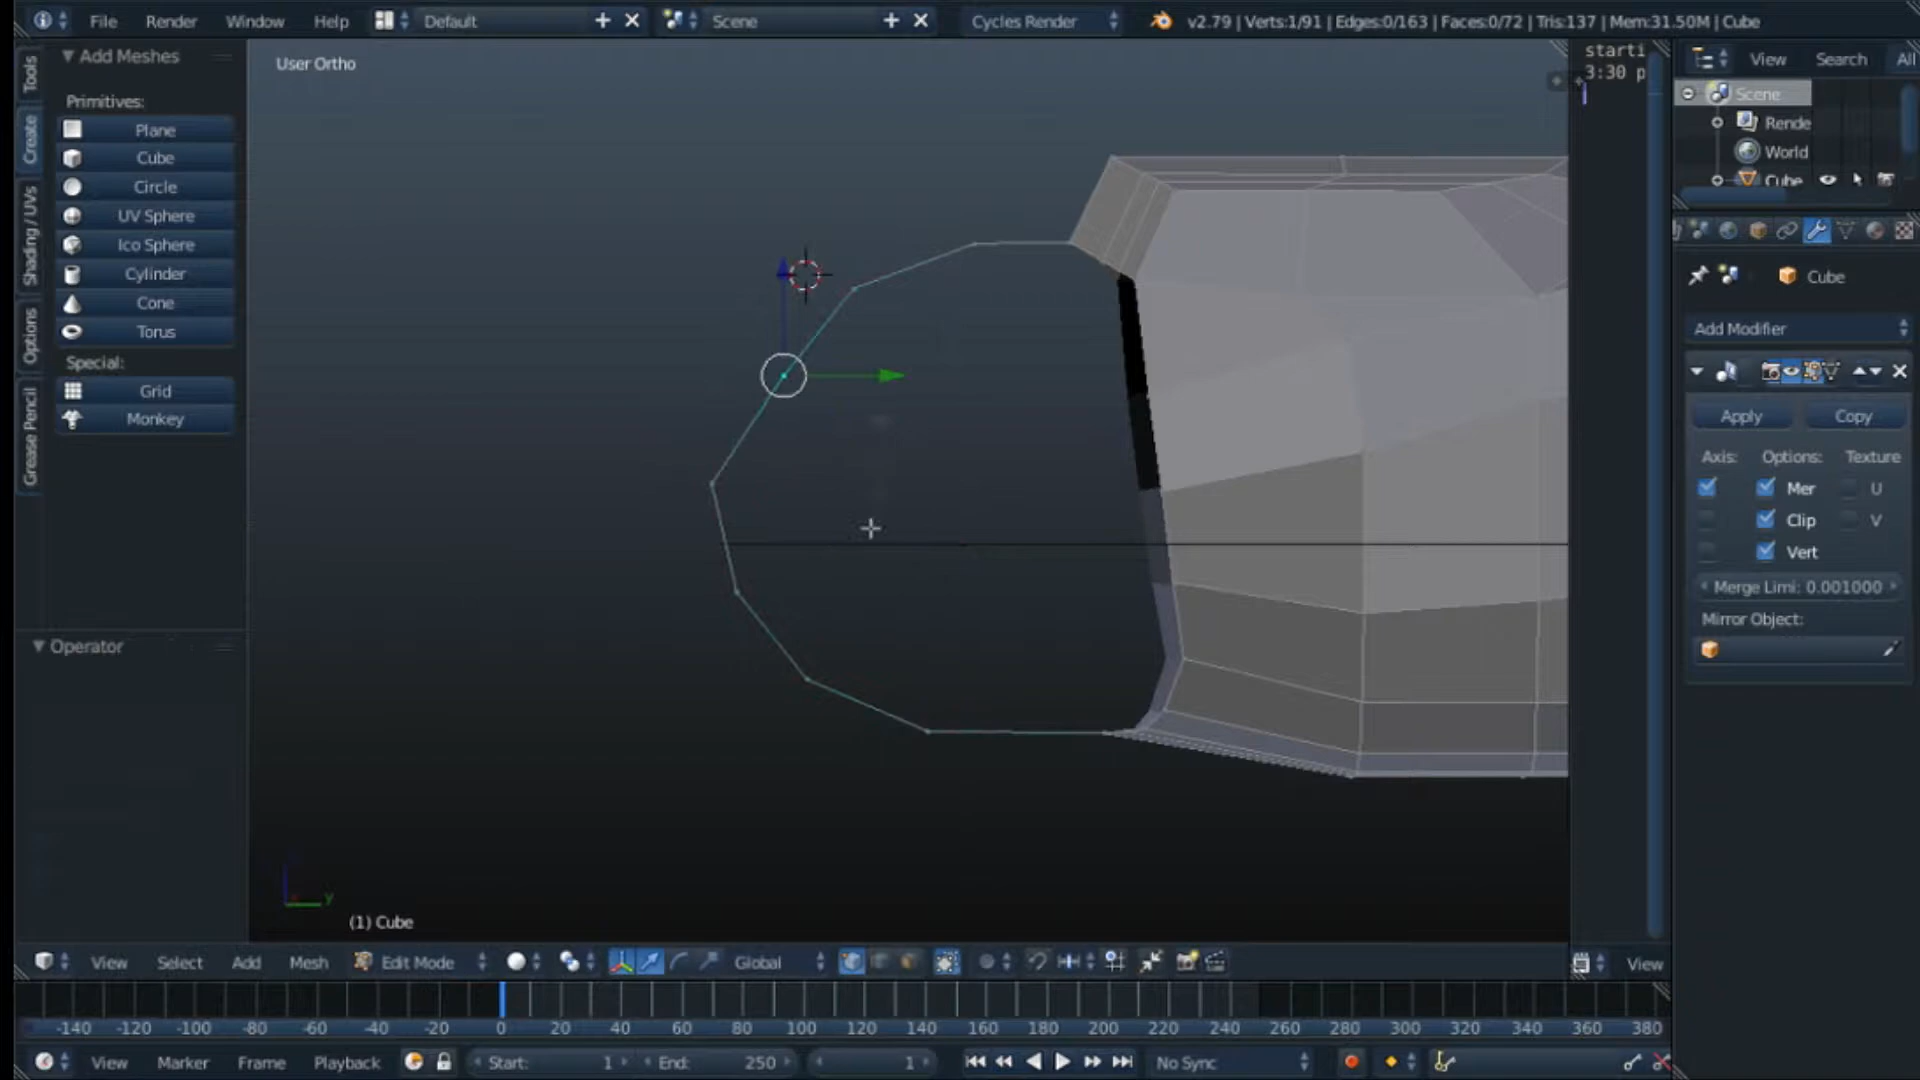 File Render Window Help Default Scene Cycles Render v2.79 | Verts:1/91 | Edges:0/163 | Faces:0/72 | Tris:137 | Mem:31.50M | Cube
Tools
Create
Shading / UVs
Options
Grease Pencil
Add Meshes
Primitives:
Plane
Cube
Circle
UV Sphere
Ico Sphere
Cylinder
Cone
Torus
Special:
Grid
Monkey
Operator
User Ortho
y
(1) Cube
starti
3:30 p
View Search All
Scene
Rende
World
Cube
Cube
Add Modifier
Apply Copy
Axis: Options: Texture
Mer U
Clip V
Vert
Merge Limi: 0.001000
Mirror Object:
View Select Add Mesh Edit Mode Global View
-140 -120 -100 -80 -60 -40 -20 0 20 40 60 80 100 120 140 160 180 200 220 240 260 280 300 320 340 360 380
View Marker Frame Playback Start: 1 End: 250 1 No Sync